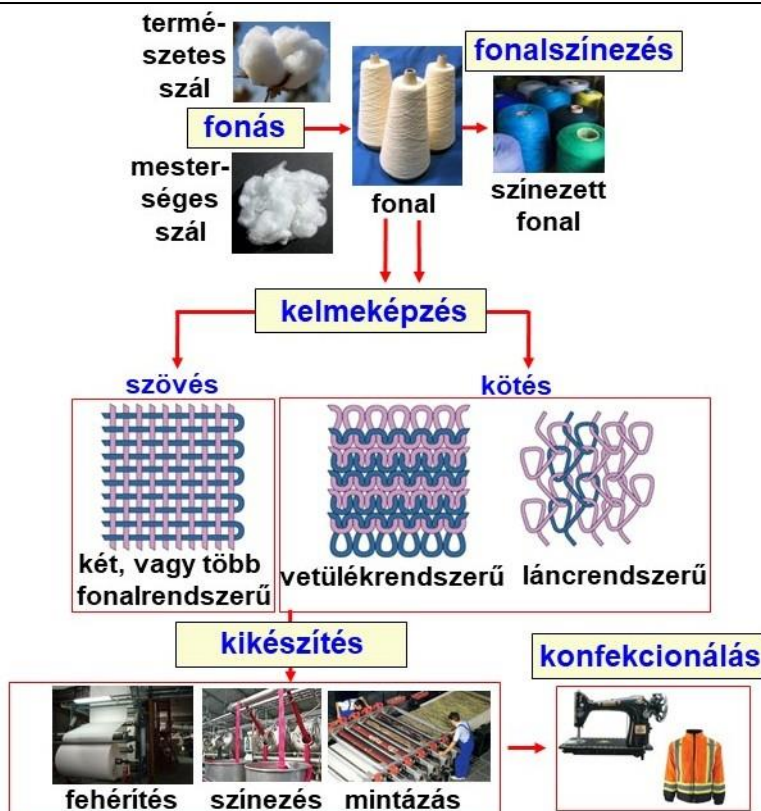 termé-
szetes
szál
fonás
mester-
séges
szál
fonal
fonalszínezés
színezett
fonal
kelmeképzés
szövés
kötés
két, vagy több
fonalrendszerű
vetülékrendszerű
láncrendszerű
kikészítés
konfekcionálás
fehérítés
színezés
mintázás